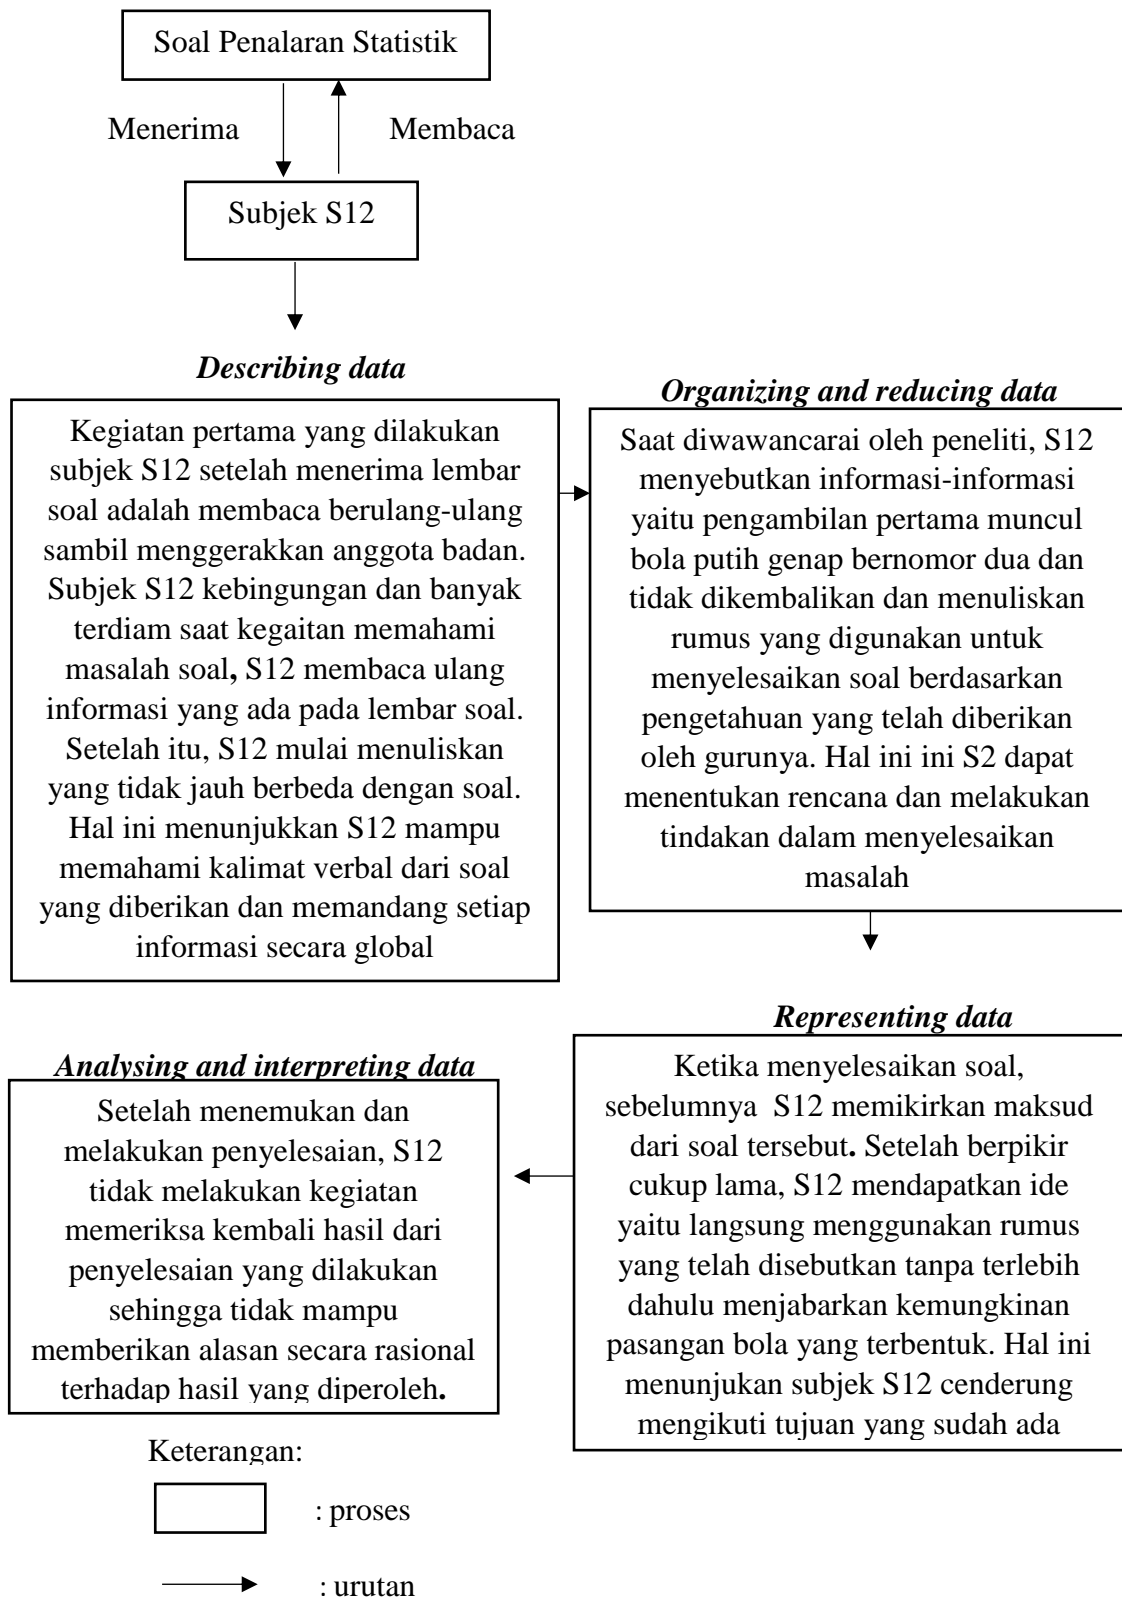 Soal Penalaran Statistik
Menerima
Membaca
Subjek S12
Describing data
Kegiatan pertama yang dilakukan
subjek S12 setelah menerima lembar
soal adalah membaca berulang-ulang
sambil menggerakkan anggota badan.
Subjek S12 kebingungan dan banyak
terdiam saat kegaitan memahami
masalah soal, S12 membaca ulang
informasi yang ada pada lembar soal.
Setelah itu, S12 mulai menuliskan
yang tidak jauh berbeda dengan soal.
Hal ini menunjukkan S12 mampu
memahami kalimat verbal dari soal
yang diberikan dan memandang setiap
informasi secara global
Organizing and reducing data
Saat diwawancarai oleh peneliti, S12
menyebutkan informasi-informasi
yaitu pengambilan pertama muncul
bola putih genap bernomor dua dan
tidak dikembalikan dan menuliskan
rumus yang digunakan untuk
menyelesaikan soal berdasarkan
pengetahuan yang telah diberikan
oleh gurunya. Hal ini ini S2 dapat
menentukan rencana dan melakukan
tindakan dalam menyelesaikan
masalah
Representing data
Ketika menyelesaikan soal,
sebelumnya S12 memikirkan maksud
dari soal tersebut. Setelah berpikir
cukup lama, S12 mendapatkan ide
yaitu langsung menggunakan rumus
yang telah disebutkan tanpa terlebih
dahulu menjabarkan kemungkinan
pasangan bola yang terbentuk. Hal ini
menunjukan subjek S12 cenderung
mengikuti tujuan yang sudah ada
Analysing and interpreting data
Setelah menemukan dan
melakukan penyelesaian, S12
tidak melakukan kegiatan
memeriksa kembali hasil dari
penyelesaian yang dilakukan
sehingga tidak mampu
memberikan alasan secara rasional
terhadap hasil yang diperoleh.
Keterangan:
: proses
: urutan